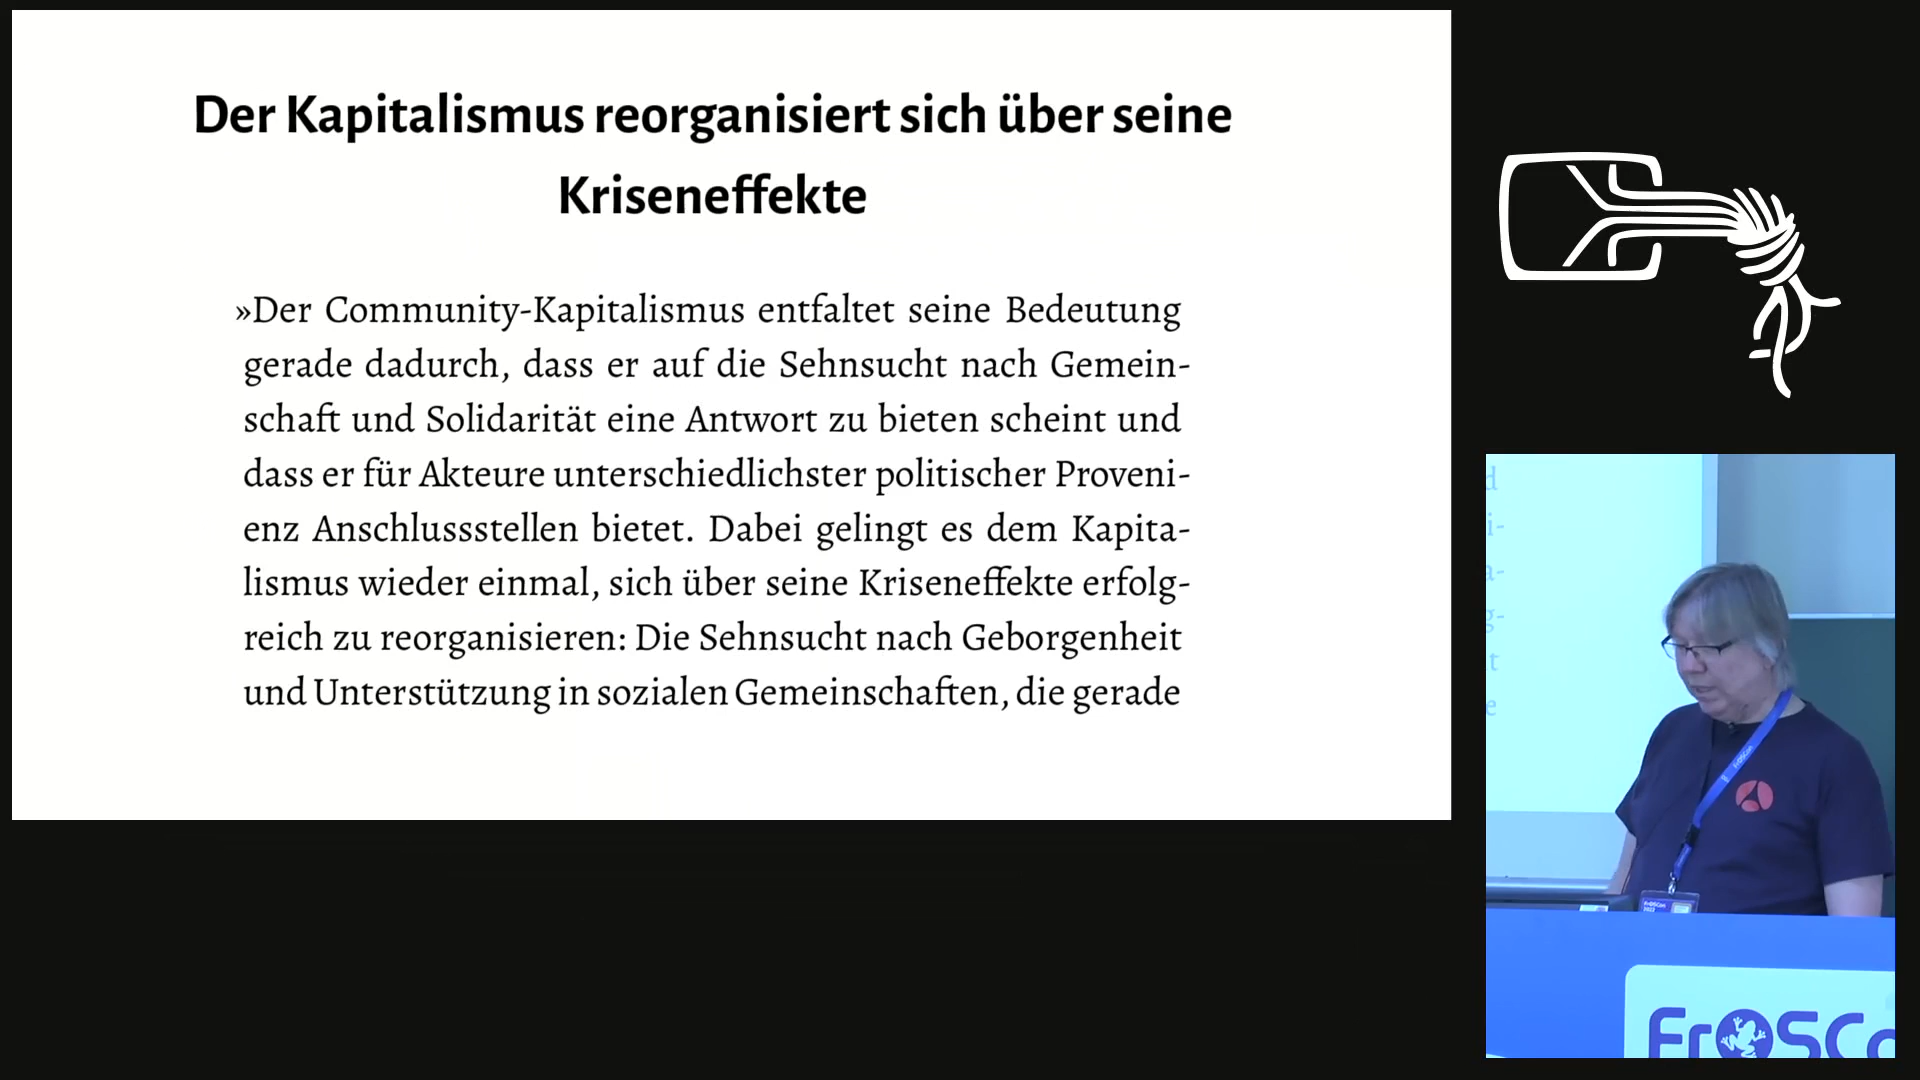 Der Kapitalismus reorganisiert sich über seine
Kriseneffekte
»Der Community-Kapitalismus entfaltet seine Bedeutung
gerade dadurch, dass er auf die Sehnsucht nach Gemein-
schaft und Solidarität eine Antwort zu bieten scheint und
dass er für Akteure unterschiedlichster politischer Proveni-
enz Anschlussstellen bietet. Dabei gelingt es dem Kapita-
lismus wieder einmal, sich über seine Kriseneffekte erfolg-
reich zu reorganisieren: Die Sehnsucht nach Geborgenheit
und Unterstützung in sozialen Gemeinschaften, die gerade
d
i-
a-
g-
t
e
FrOSCon
FrOSCon
FrOSCo